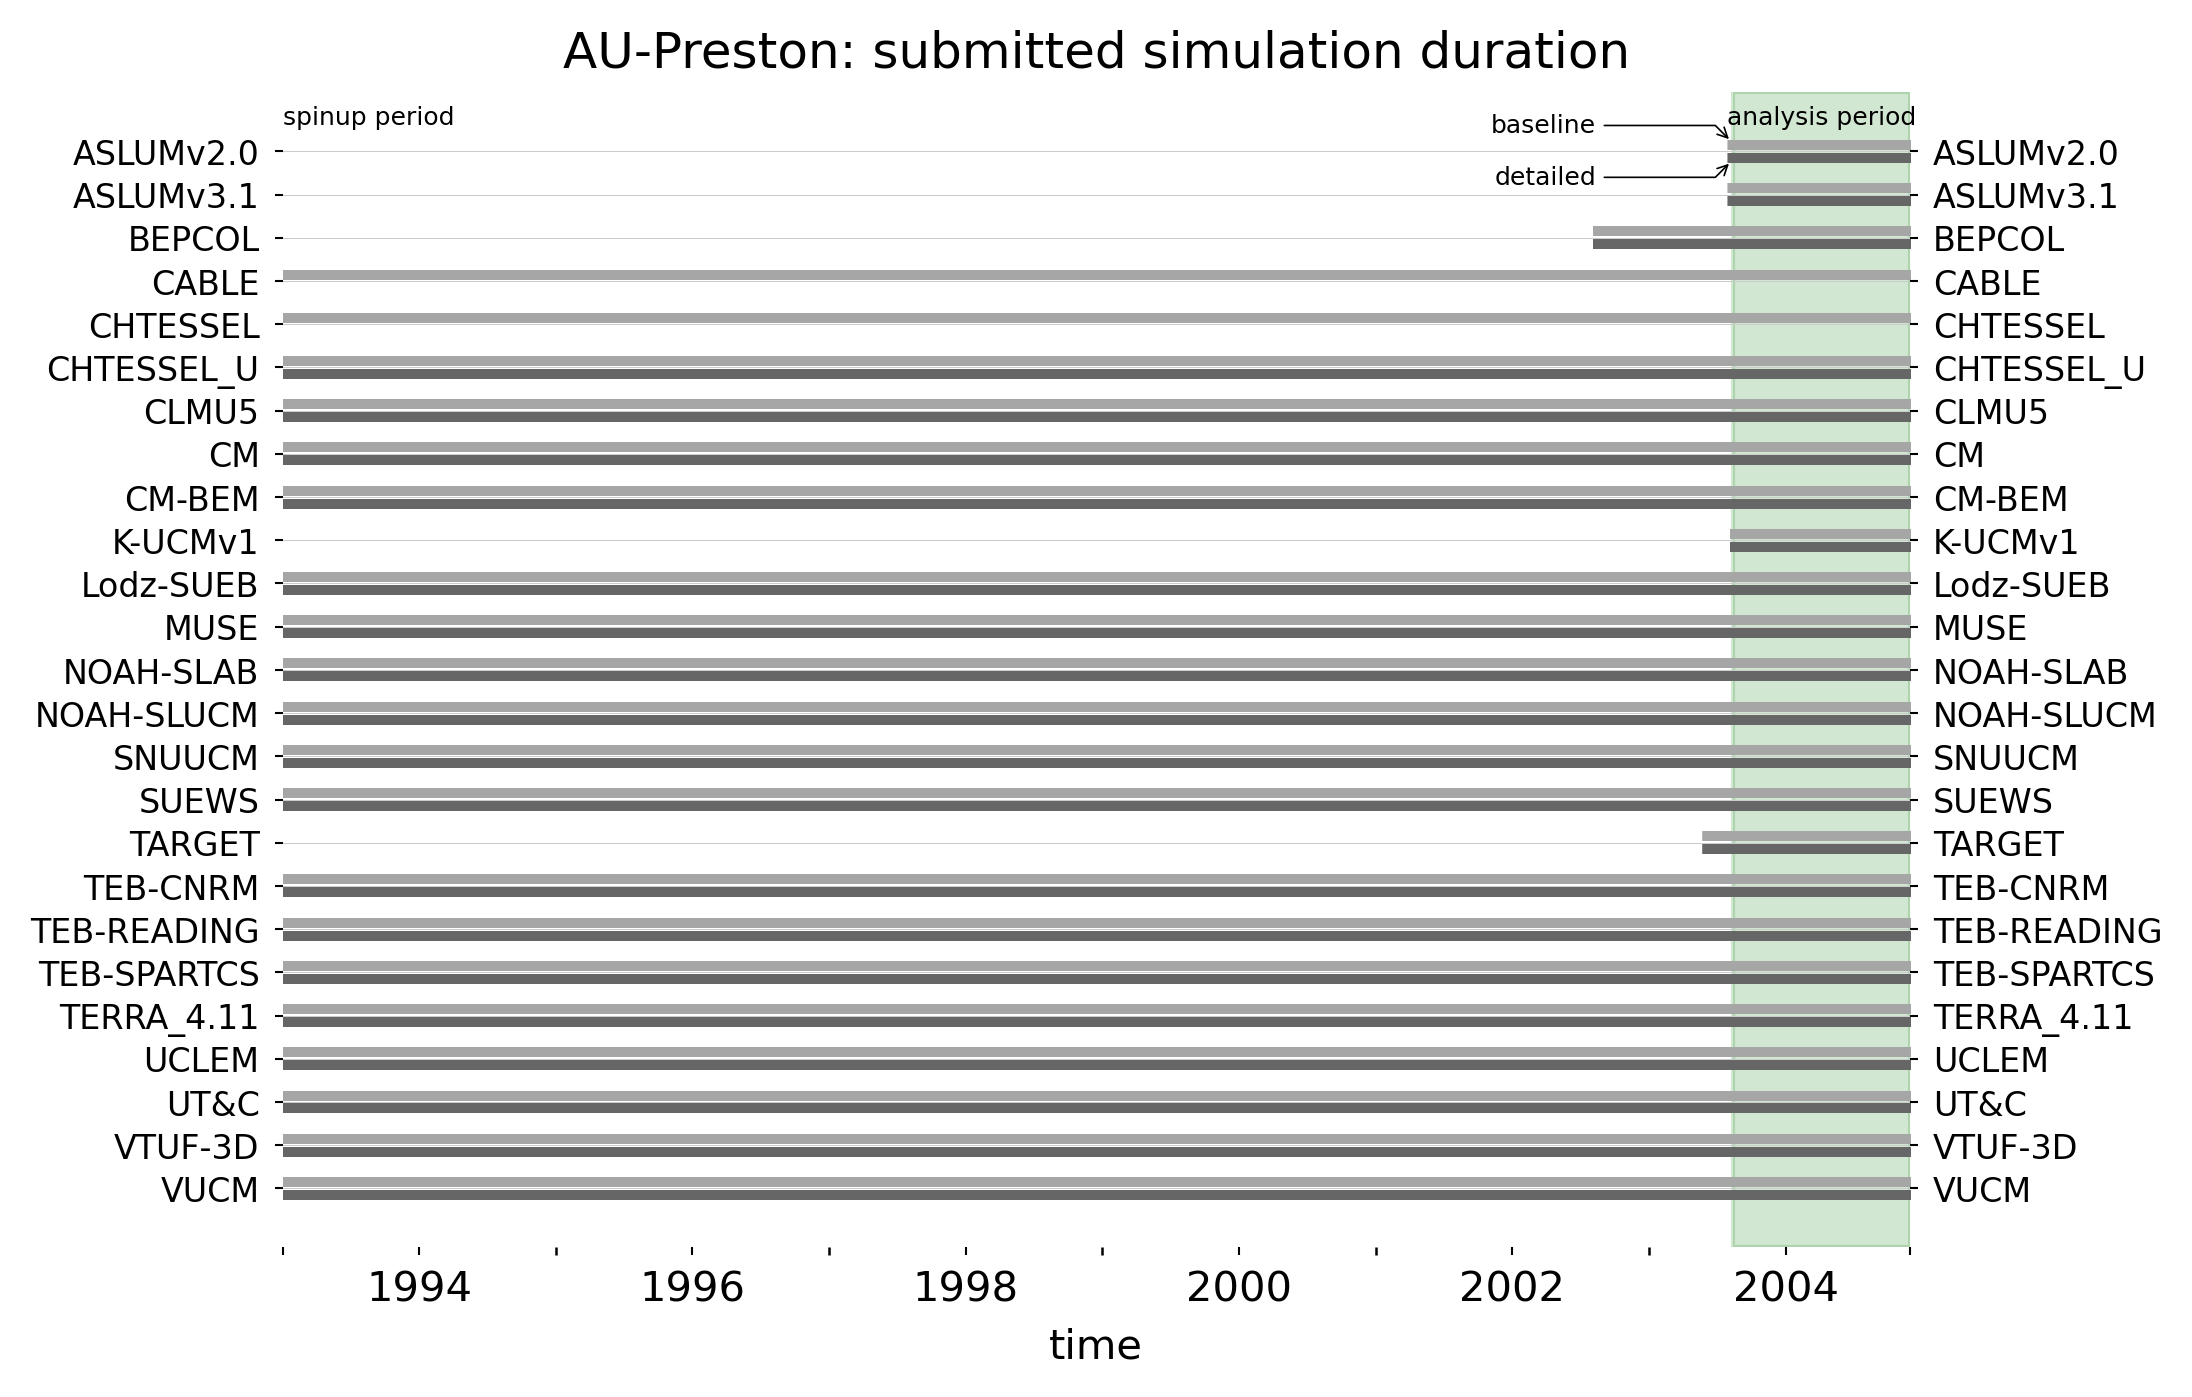 AU-Preston: submitted simulation duration
spinup period
baseline
analysis period
detailed
ASLUMv2.0 ASLUMv2.0
ASLUMv3.1 ASLUMv3.1
BEPCOL BEPCOL
CABLE CABLE
CHTESSEL CHTESSEL
CHTESSEL_U CHTESSEL_U
CLMU5 CLMU5
CM CM
CM-BEM CM-BEM
K-UCMv1 K-UCMv1
Lodz-SUEB Lodz-SUEB
MUSE MUSE
NOAH-SLAB NOAH-SLAB
NOAH-SLUCM NOAH-SLUCM
SNUUCM SNUUCM
SUEWS SUEWS
TARGET TARGET
TEB-CNRM TEB-CNRM
TEB-READING TEB-READING
TEB-SPARTCS TEB-SPARTCS
TERRA_4.11 TERRA_4.11
UCLEM UCLEM
UT&C UT&C
VTUF-3D VTUF-3D
VUCM VUCM
1994 1996 1998 2000 2002 2004
time